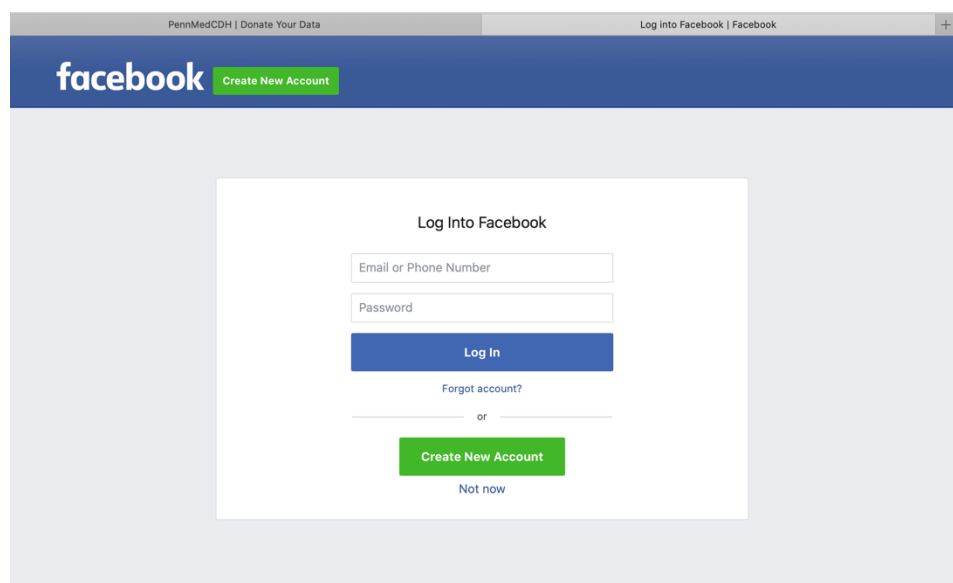 PennMedCDH | Donate Your Data
Log into Facebook | Facebook
+
facebook
Create New Account
Log Into Facebook
Email or Phone Number
Password
Log In
Forgot account?
or
Create New Account
Not now